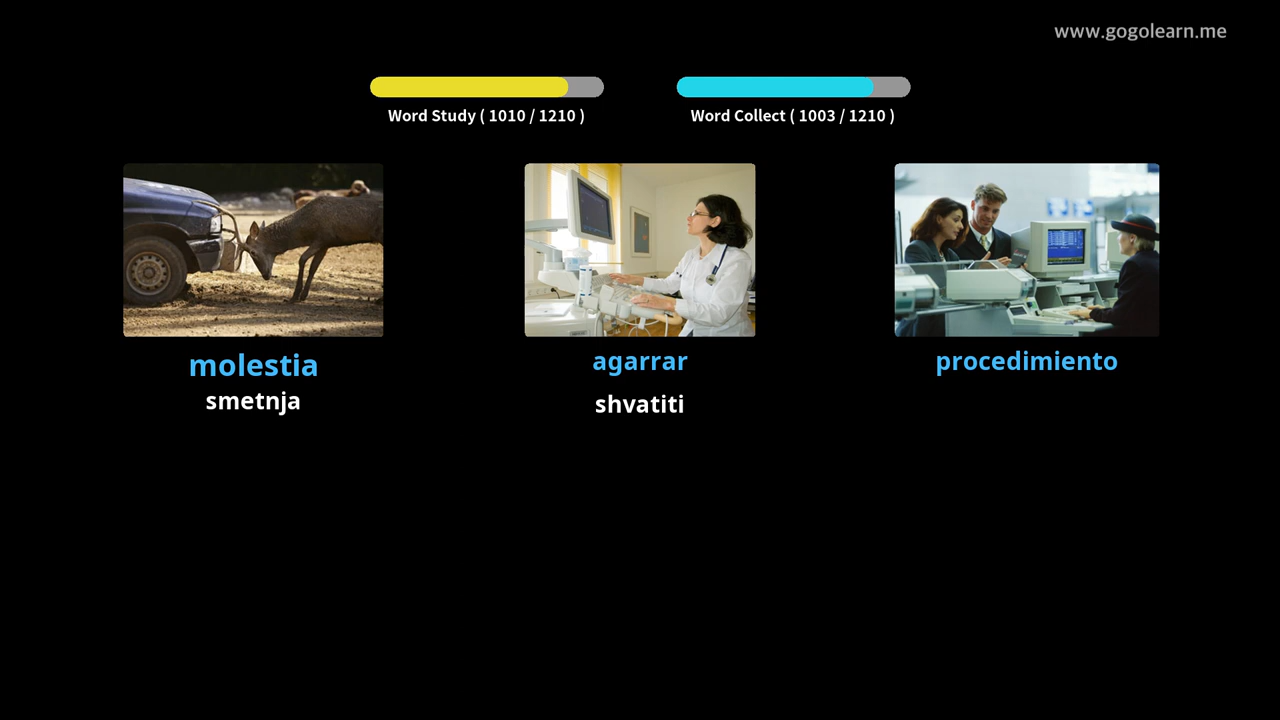 www.gogolearn.me
Word Study ( 1010 / 1210 )
Word Collect ( 1003 / 1210 )
molestia
smetnja
agarrar
shvatiti
procedimiento